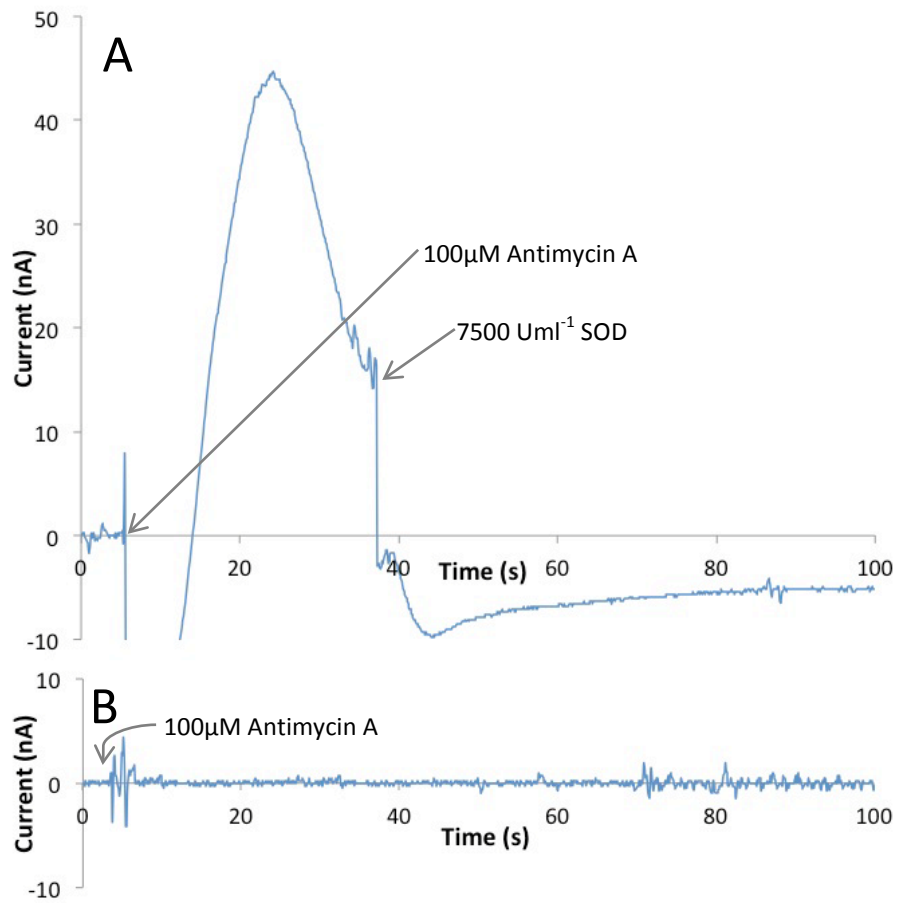 A
50
40
30
20
10
0
-10
Current (nA)
100µM Antimycin A
7500 Uml⁻¹ SOD
0 20 40 60 80 100
Time (s)
B
10
0
-10
Current (nA)
100µM Antimycin A
0 20 40 60 80 100
Time (s)